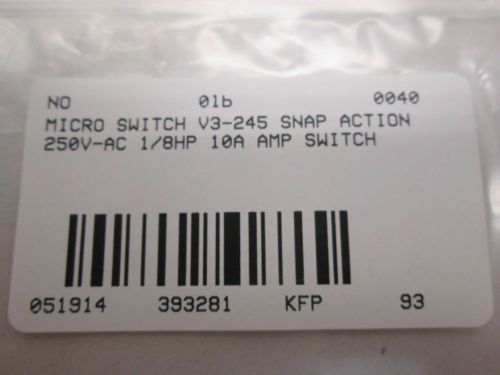 NO 01b 0040
MICRO SWITCH V3-245 SNAP ACTION
250V-AC 1/8HP 10A AMP SWITCH
051914 393281 KFP 93